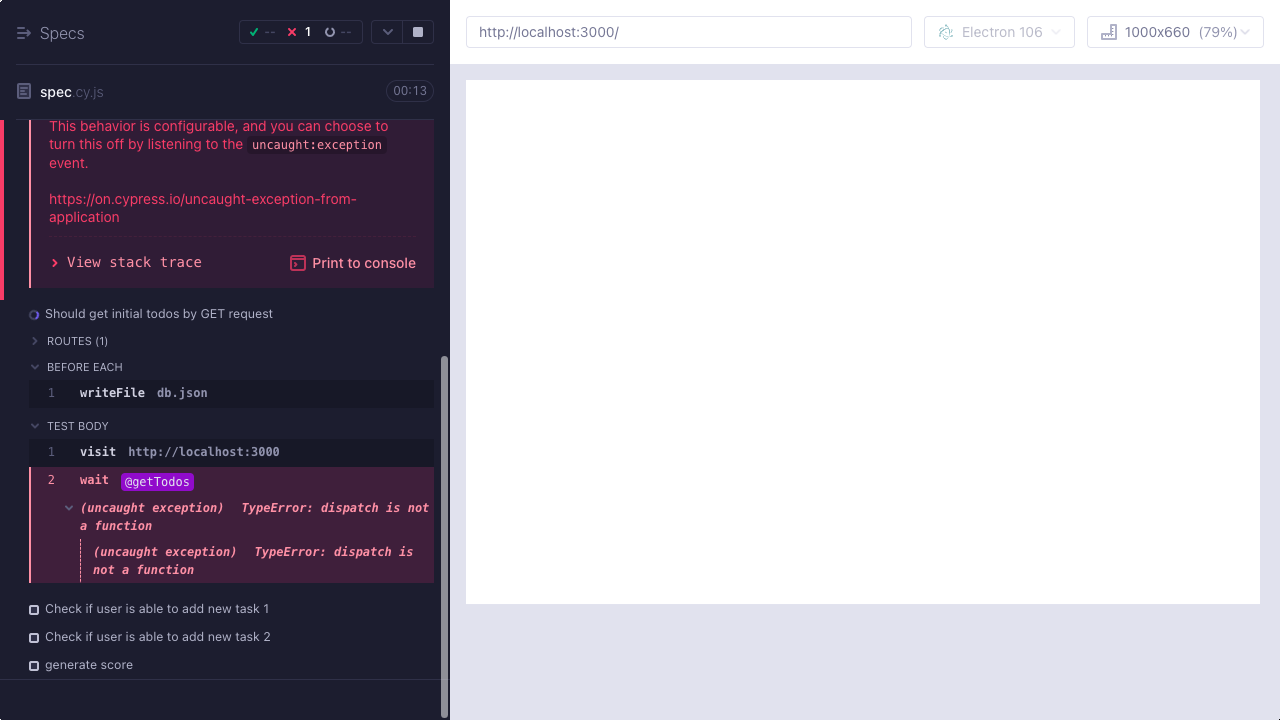 Specs
-- 1 --
spec.cy.js
00:13
This behavior is configurable, and you can choose to
turn this off by listening to the uncaught:exception
event.
https://on.cypress.io/uncaught-exception-from-
application
View stack trace
Print to console
Should get initial todos by GET request
ROUTES (1)
BEFORE EACH
1 writeFile db.json
TEST BODY
1 visit http://localhost:3000
2 wait @getTodos
(uncaught exception) TypeError: dispatch is not
a function
(uncaught exception) TypeError: dispatch is
not a function
Check if user is able to add new task 1
Check if user is able to add new task 2
generate score
http://localhost:3000/
Electron 106
1000x660 (79%)